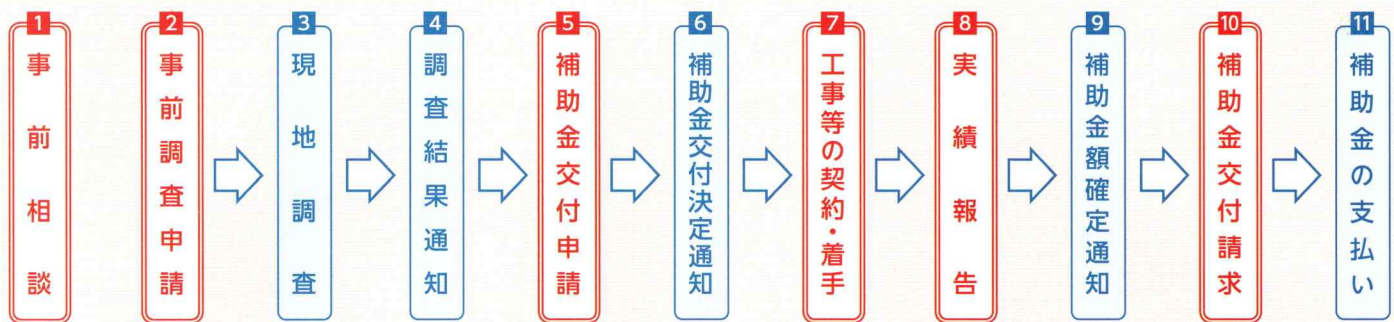 1
事前相談
2
事前調査申請
3
現地調査
4
調査結果通知
5
補助金交付申請
6
補助金交付決定通知
7
工事等の契約・着手
8
実績報告
9
補助金額確定通知
10
補助金交付請求
11
補助金の支払い